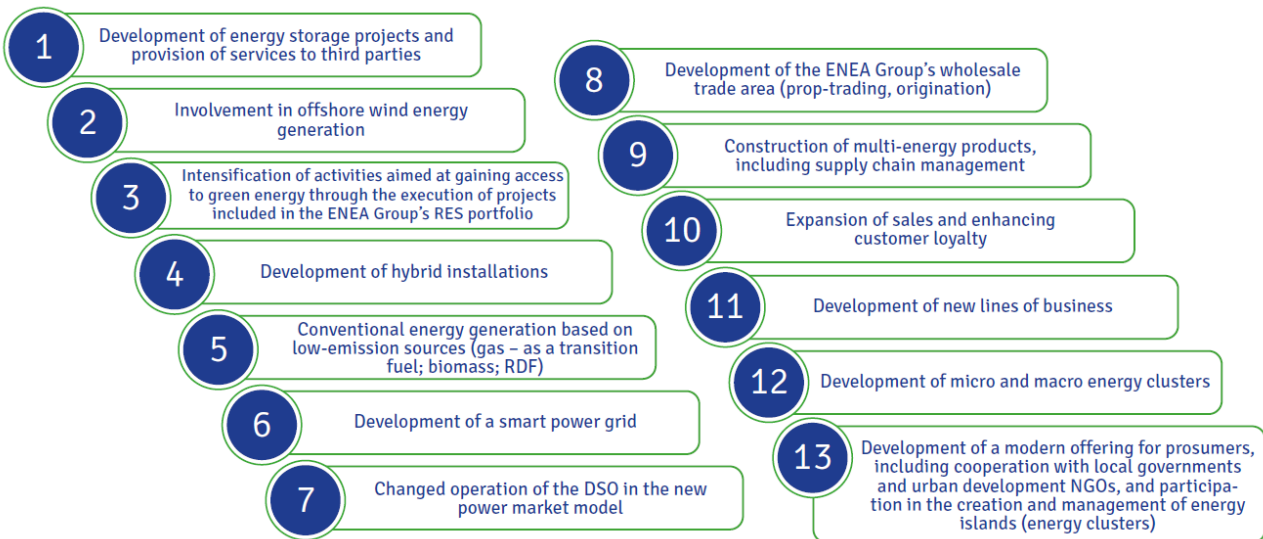 1
Development of energy storage projects and
provision of services to third parties
2
Involvement in offshore wind energy
generation
3
Intensification of activities aimed at gaining access
to green energy through the execution of projects
included in the ENEA Group's RES portfolio
4
Development of hybrid installations
5
Conventional energy generation based on
low-emission sources (gas – as a transition
fuel; biomass; RDF)
6
Development of a smart power grid
7
Changed operation of the DSO in the new
power market model
8
Development of the ENEA Group's wholesale
trade area (prop-trading, origination)
9
Construction of multi-energy products,
including supply chain management
10
Expansion of sales and enhancing
customer loyalty
11
Development of new lines of business
12
Development of micro and macro energy clusters
13
Development of a modern offering for prosumers,
including cooperation with local governments
and urban development NGOs, and participa-
tion in the creation and management of energy
islands (energy clusters)